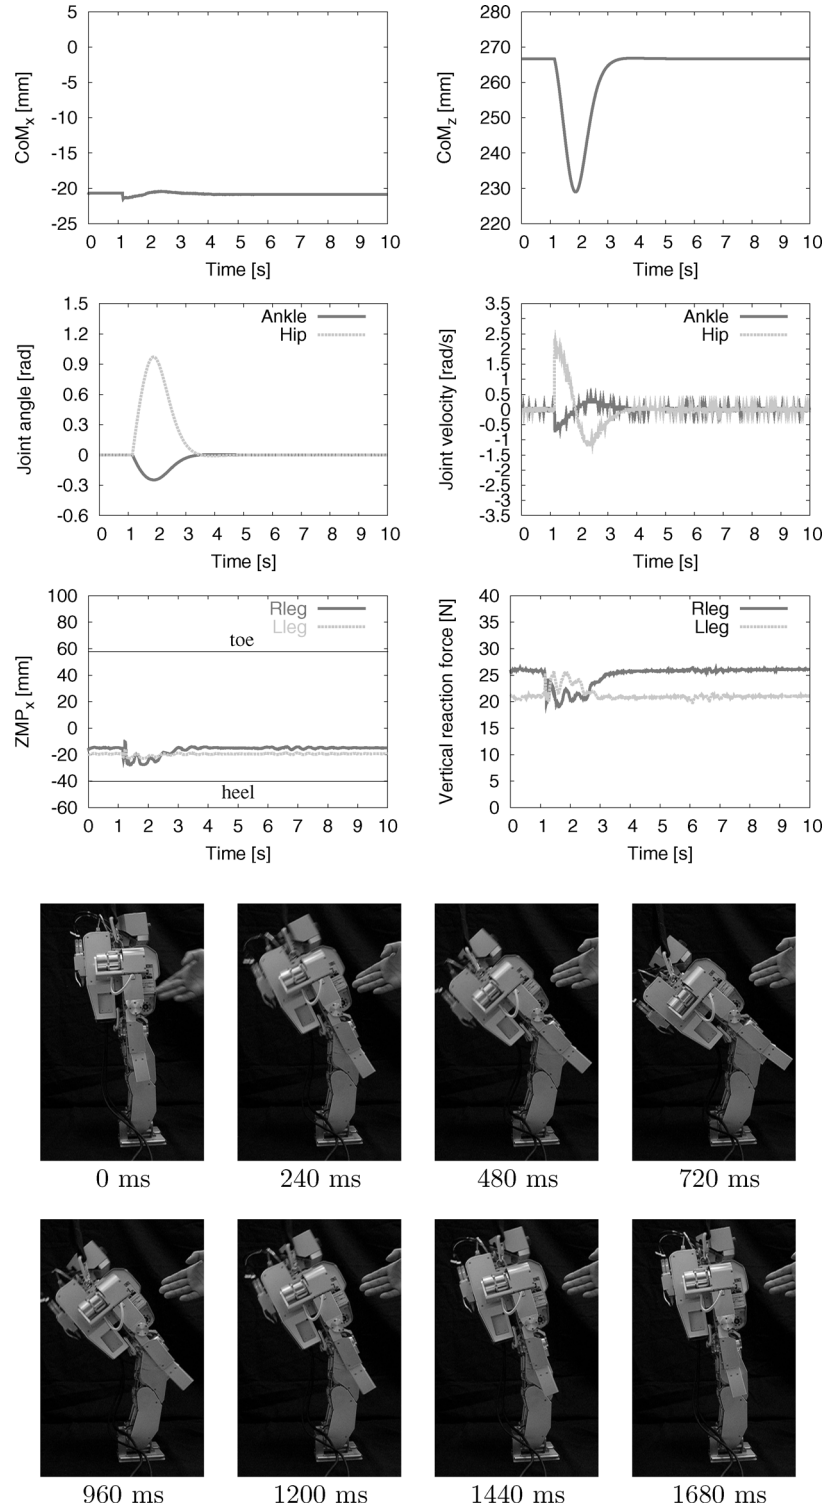 5
0
-5
-10
-15
-20
-25
CoMx [mm]
0 1 2 3 4 5 6 7 8 9 10
Time [s]
280
270
260
250
240
230
220
CoMz [mm]
0 1 2 3 4 5 6 7 8 9 10
Time [s]
1.5
1.2
0.9
0.6
0.3
0
-0.3
-0.6
Joint angle [rad]
Ankle
Hip
0 1 2 3 4 5 6 7 8 9 10
Time [s]
3.5
3
2.5
2
1.5
1
0.5
0
-0.5
-1
-1.5
-2
-2.5
-3
-3.5
Joint velocity [rad/s]
Ankle
Hip
0 1 2 3 4 5 6 7 8 9 10
Time [s]
100
80
60
40
20
0
-20
-40
-60
ZMPx [mm]
Rleg
Lleg
toe
heel
0 1 2 3 4 5 6 7 8 9 10
Time [s]
40
35
30
25
20
15
10
5
0
Vertical reaction force [N]
Rleg
Lleg
0 1 2 3 4 5 6 7 8 9 10
Time [s]
0 ms
240 ms
480 ms
720 ms
960 ms
1200 ms
1440 ms
1680 ms